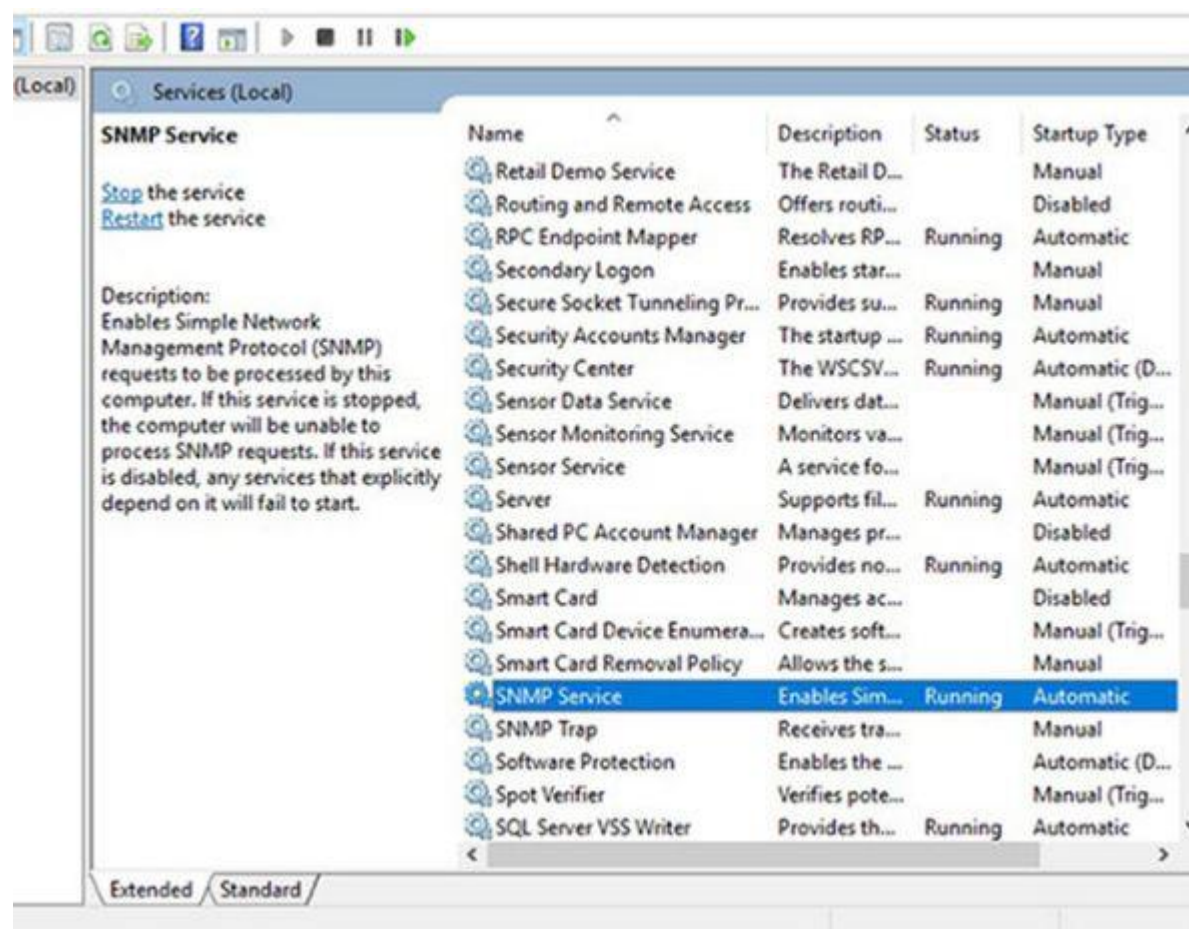 (Local)
Services (Local)
SNMP Service
Stop the service
Restart the service
Description:
Enables Simple Network
Management Protocol (SNMP)
requests to be processed by this
computer. If this service is stopped,
the computer will be unable to
process SNMP requests. If this service
is disabled, any services that explicitly
depend on it will fail to start.
Name Description Status Startup Type
Retail Demo Service The Retail D... Manual
Routing and Remote Access Offers routi... Disabled
RPC Endpoint Mapper Resolves RP... Running Automatic
Secondary Logon Enables star... Manual
Secure Socket Tunneling Pr... Provides su... Running Manual
Security Accounts Manager The startup ... Running Automatic
Security Center The WSCSV... Running Automatic (D...
Sensor Data Service Delivers dat... Manual (Trig...
Sensor Monitoring Service Monitors va... Manual (Trig...
Sensor Service A service fo... Manual (Trig...
Server Supports fil... Running Automatic
Shared PC Account Manager Manages pr... Disabled
Shell Hardware Detection Provides no... Running Automatic
Smart Card Manages ac... Disabled
Smart Card Device Enumera... Creates soft... Manual (Trig...
Smart Card Removal Policy Allows the s... Manual
SNMP Service Enables Sim... Running Automatic
SNMP Trap Receives tra... Manual
Software Protection Enables the ... Automatic (D...
Spot Verifier Verifies pote... Manual (Trig...
SQL Server VSS Writer Provides th... Running Automatic
Extended Standard